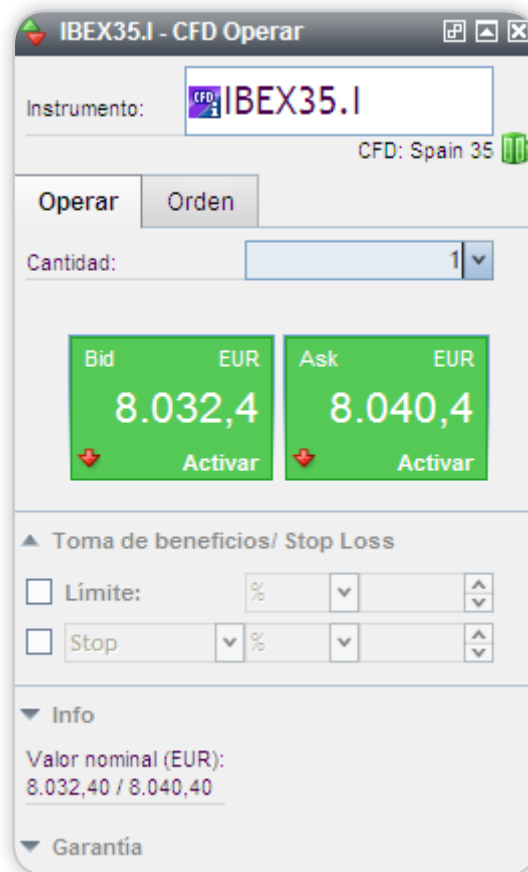 IBEX35.I - CFD Operar
Instrumento: CFD i IBEX35.I
CFD: Spain 35
Operar Orden
Cantidad: 1
Bid EUR Ask EUR
8.032,4 8.040,4
Activar Activar
Toma de beneficios/ Stop Loss
Límite: %
Stop %
Info
Valor nominal (EUR):
8.032,40 / 8.040,40
Garantía